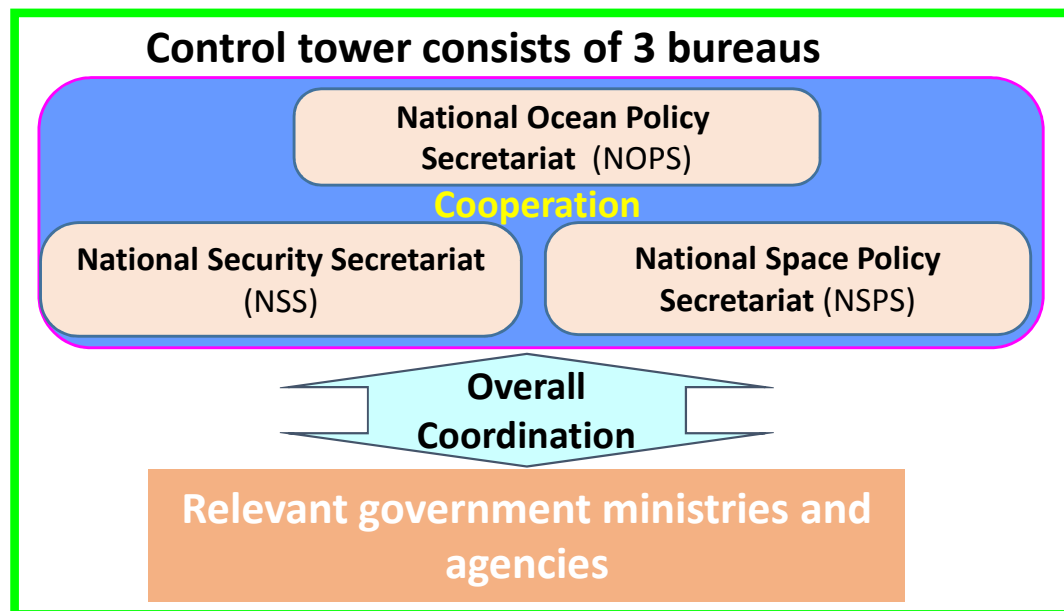 Control tower consists of 3 bureaus
National Ocean Policy
Secretariat (NOPS)
Cooperation
National Security Secretariat
(NSS)
National Space Policy
Secretariat (NSPS)
Overall
Coordination
Relevant government ministries and
agencies